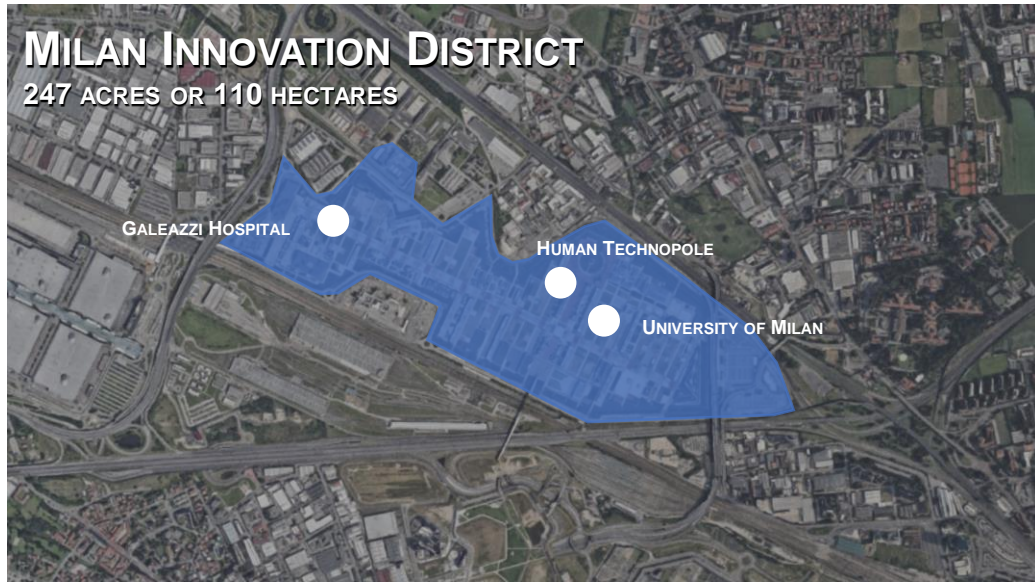 MILAN INNOVATION DISTRICT
247 ACRES OR 110 HECTARES
GALEAZZI HOSPITAL
HUMAN TECHNOPOLE
UNIVERSITY OF MILAN